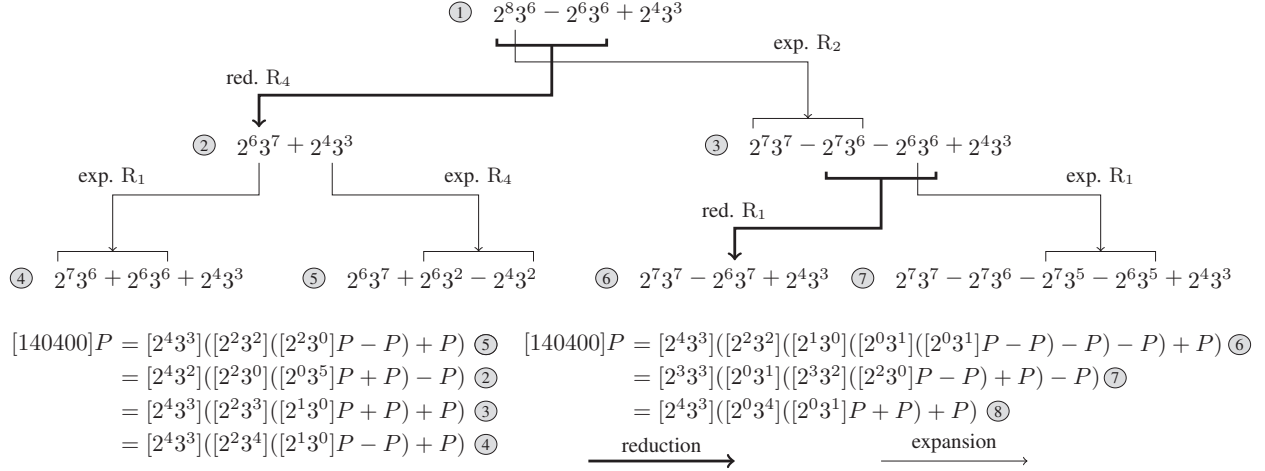 ① 2⁸3⁶ − 2⁶3⁶ + 2⁴3³
exp. R₂
red. R₄
② 2⁶3⁷ + 2⁴3³
③ 2⁷3⁷ − 2⁷3⁶ − 2⁶3⁶ + 2⁴3³
exp. R₁
exp. R₄
exp. R₁
red. R₁
④ 2⁷3⁶ + 2⁶3⁶ + 2⁴3³
⑤ 2⁶3⁷ + 2⁶3² − 2⁴3²
⑥ 2⁷3⁷ − 2⁶3⁷ + 2⁴3³
⑦ 2⁷3⁷ − 2⁷3⁶ − 2⁷3⁵ − 2⁶3⁵ + 2⁴3³
[140400]P = [2⁴3³]([2²3²]([2²3⁰]P − P) + P) ⑤
= [2⁴3²]([2²3⁰]([2⁰3⁵]P + P) − P) ②
= [2⁴3³]([2²3³]([2¹3⁰]P + P) + P) ③
= [2⁴3³]([2²3⁴]([2¹3⁰]P − P) + P) ④
[140400]P = [2⁴3³]([2²3²]([2¹3⁰]([2⁰3¹]([2⁰3¹]P − P) − P) − P) + P) ⑥
= [2³3³]([2⁰3¹]([2³3²]([2²3⁰]P − P) + P) − P) ⑦
= [2⁴3³]([2⁰3⁴]([2⁰3¹]P + P) + P) ⑧
reduction
expansion